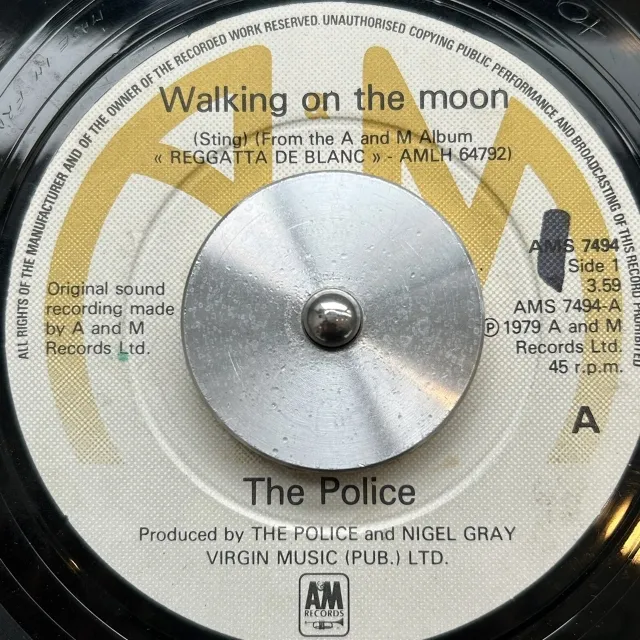 ALL RIGHTS OF THE MANUFACTURER AND OF THE OWNER OF THE RECORDED WORK RESERVED. UNAUTHORISED COPYING PUBLIC PERFORMANCE AND BROADCASTING OF THIS RECORD PROHIBITED
Walking on the moon
(Sting) (From the A and M Album
« REGGATTA DE BLANC » - AMLH 64792)
AMS 7494
Side 1
3.59
AMS 7494-A
℗ 1979 A and M
Records Ltd.
45 r.p.m.
Original sound
recording made
by A and M
Records Ltd.
A
The Police
Produced by THE POLICE and NIGEL GRAY
VIRGIN MUSIC (PUB.) LTD.
AM
RECORDS